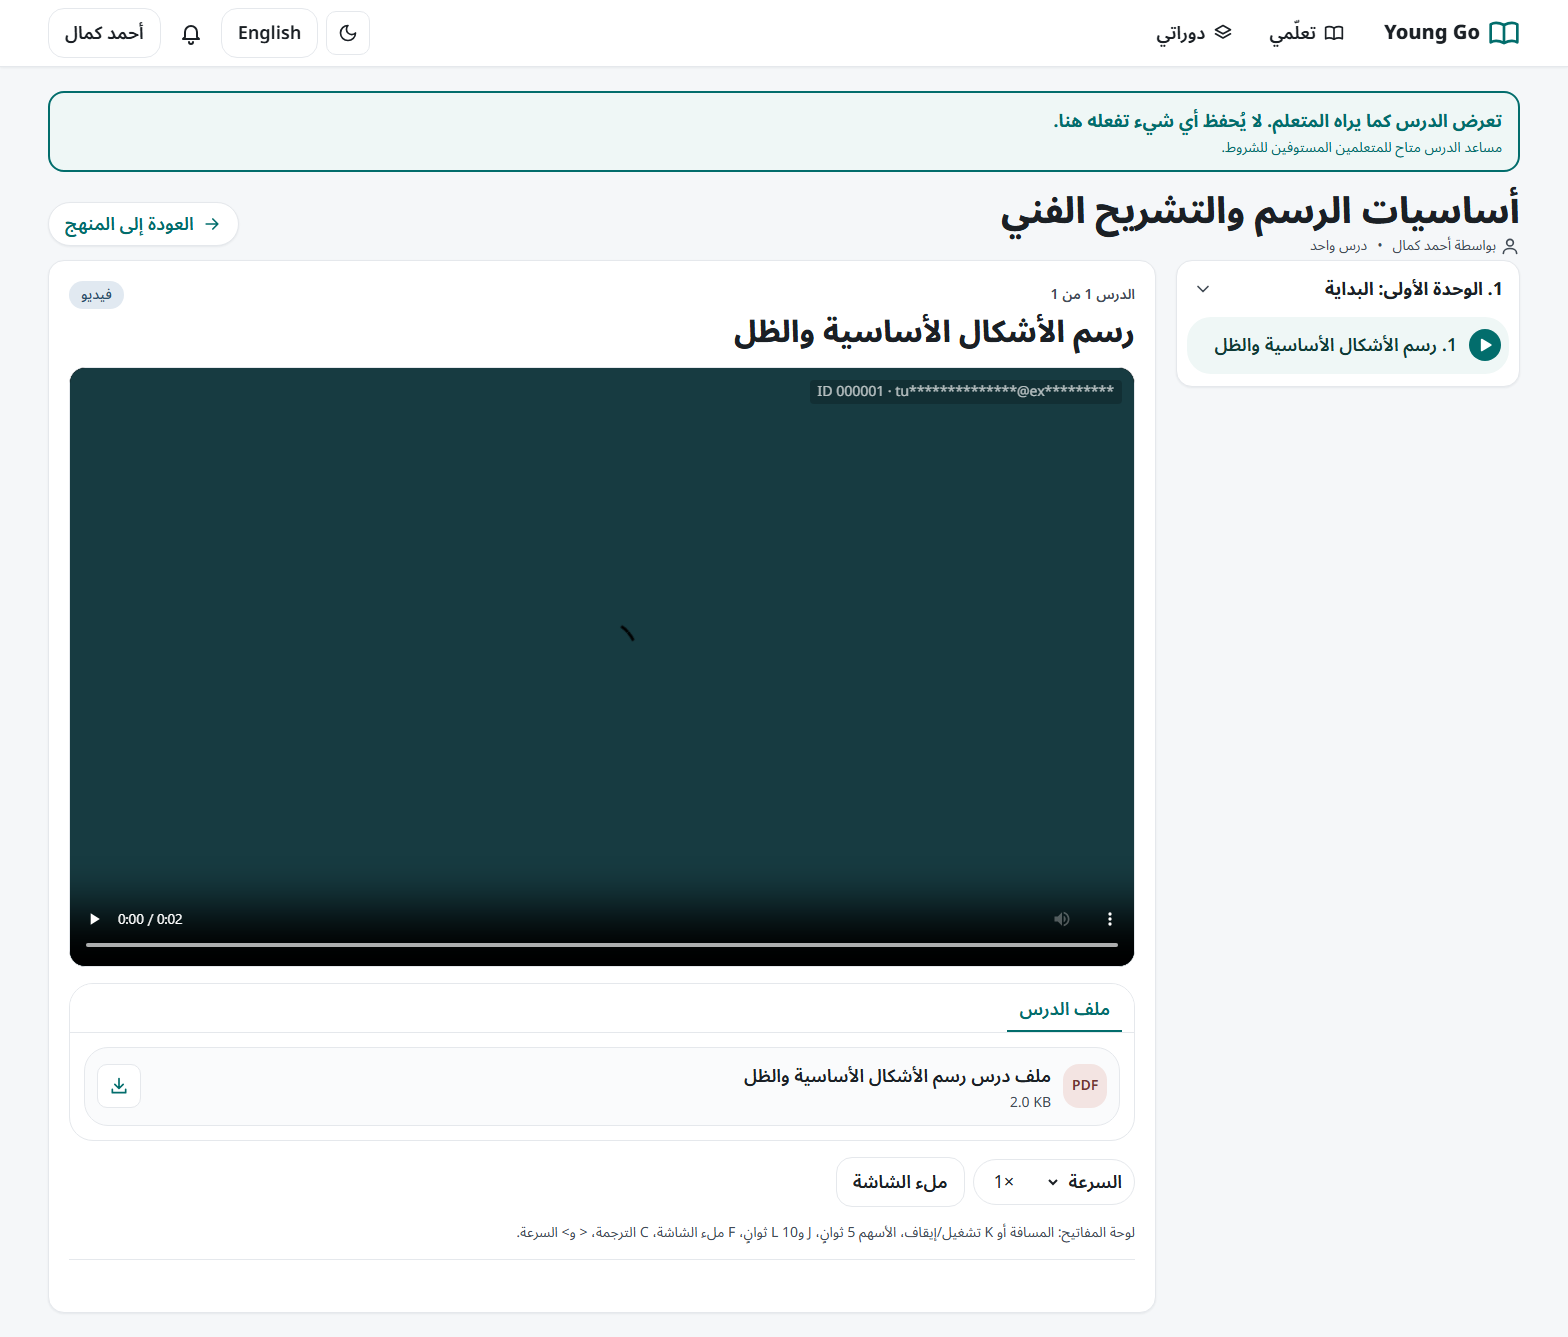 Young Go
تعلّمي
دوراتي
English
أحمد كمال
تعرض الدرس كما يراه المتعلم. لا يُحفظ أي شيء تفعله هنا.
مساعد الدرس متاح للمتعلمين المستوفين للشروط.
أساسيات الرسم والتشريح الفني
بواسطة أحمد كمال • درس واحد
العودة إلى المنهج
1. الوحدة الأولى: البداية
1. رسم الأشكال الأساسية والظل
الدرس 1 من 1
فيديو
رسم الأشكال الأساسية والظل
ID 000001 · tu**************@ex*********
0:00 / 0:02
ملف الدرس
PDF
ملف درس رسم الأشكال الأساسية والظل
2.0 KB
السرعة
1×
ملء الشاشة
لوحة المفاتيح: المسافة أو K تشغيل/إيقاف، الأسهم 5 ثوانٍ، J و10 L ثوانٍ، F ملء الشاشة، C الترجمة، < و> السرعة.